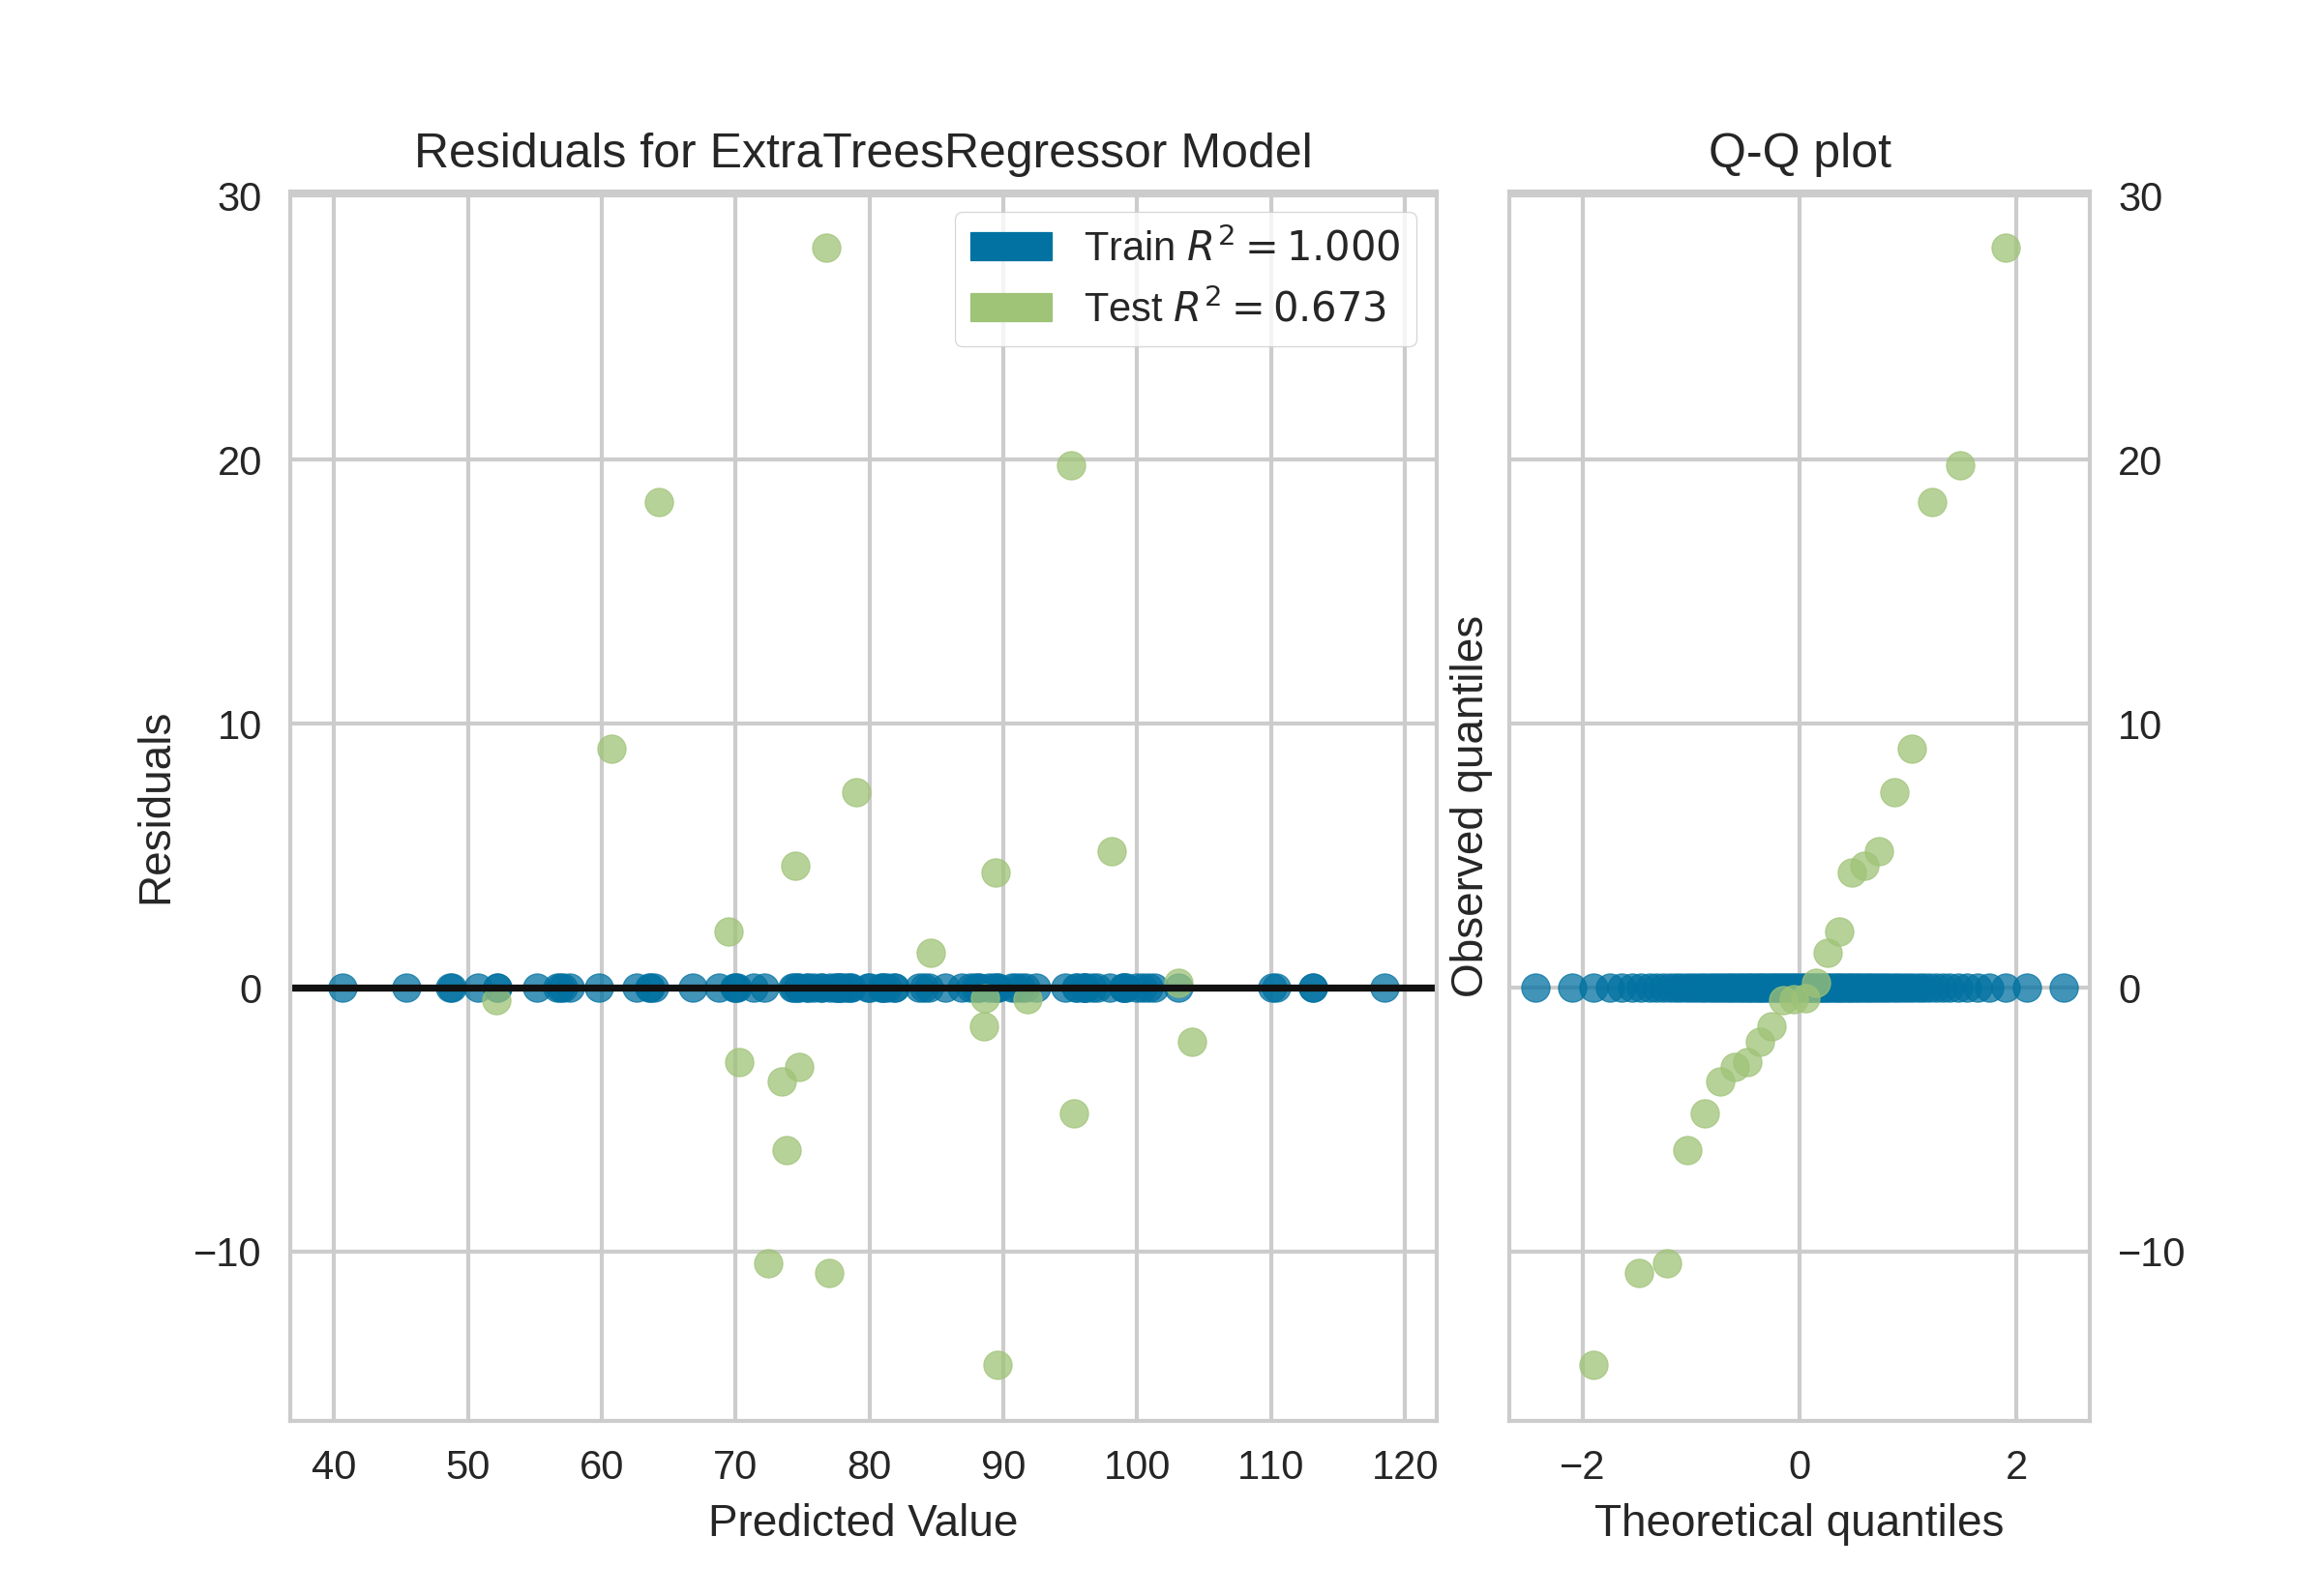 Residuals for ExtraTreesRegressor Model
Train R² = 1.000
Test R² = 0.673
30
20
10
0
−10
Residuals
40 50 60 70 80 90 100 110 120
Predicted Value
Q-Q plot
Observed quantiles
30
20
10
0
−10
−2 0 2
Theoretical quantiles